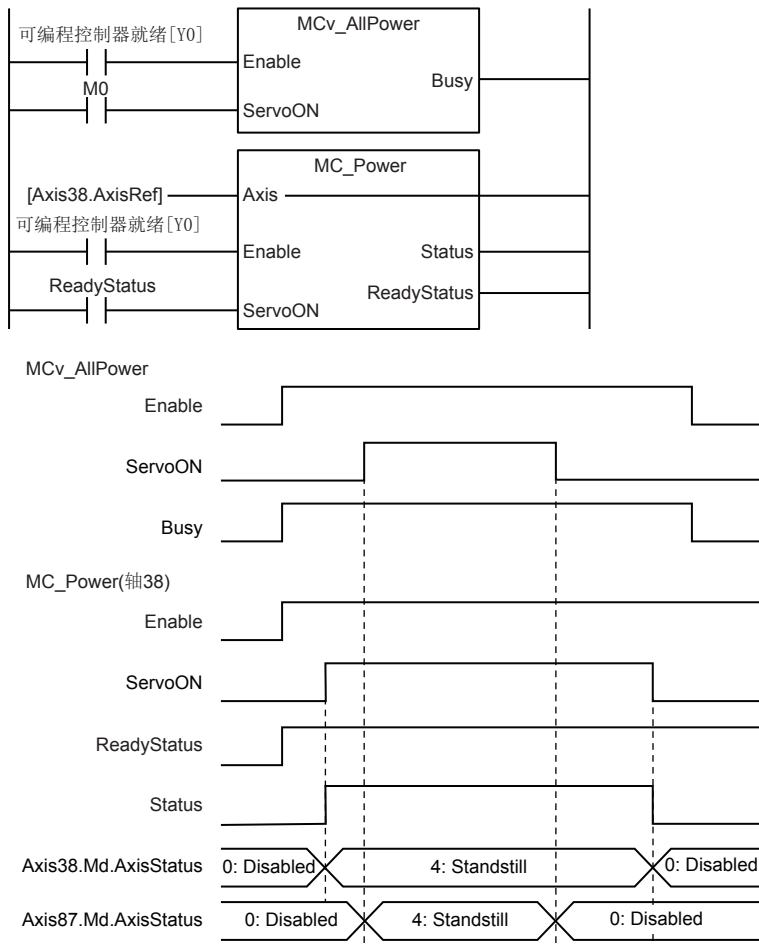 MCv_AllPower
可编程控制器就绪[Y0]
Enable
Busy
M0
ServoON
MC_Power
[Axis38.AxisRef]
Axis
可编程控制器就绪[Y0]
Enable
Status
ReadyStatus
ReadyStatus
ServoON
MCv_AllPower
Enable
ServoON
Busy
MC_Power(轴38)
Enable
ServoON
ReadyStatus
Status
Axis38.Md.AxisStatus 0: Disabled 4: Standstill 0: Disabled
Axis87.Md.AxisStatus 0: Disabled 4: Standstill 0: Disabled